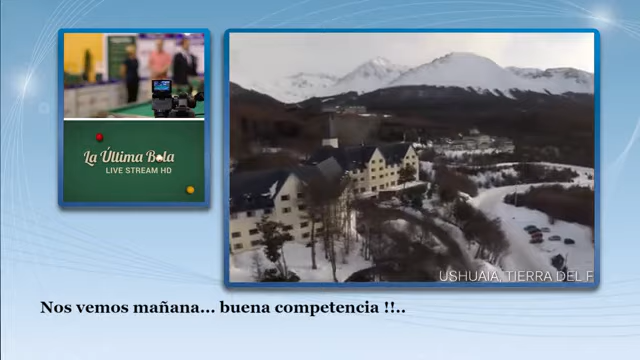 La Última Bola
LIVE STREAM HD
USHUAIA, TIERRA DEL F
Nos vemos mañana... buena competencia !!..